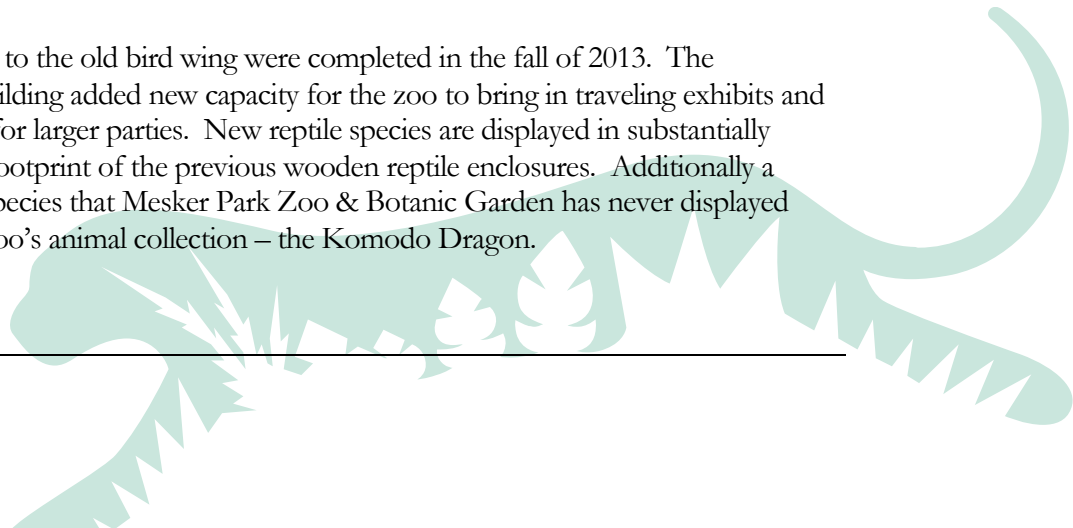 to the old bird wing were completed in the fall of 2013.  The
ilding added new capacity for the zoo to bring in traveling exhibits and
for larger parties.  New reptile species are displayed in substantially
ootprint of the previous wooden reptile enclosures.  Additionally a
pecies that Mesker Park Zoo & Botanic Garden has never displayed
oo’s animal collection – the Komodo Dragon.